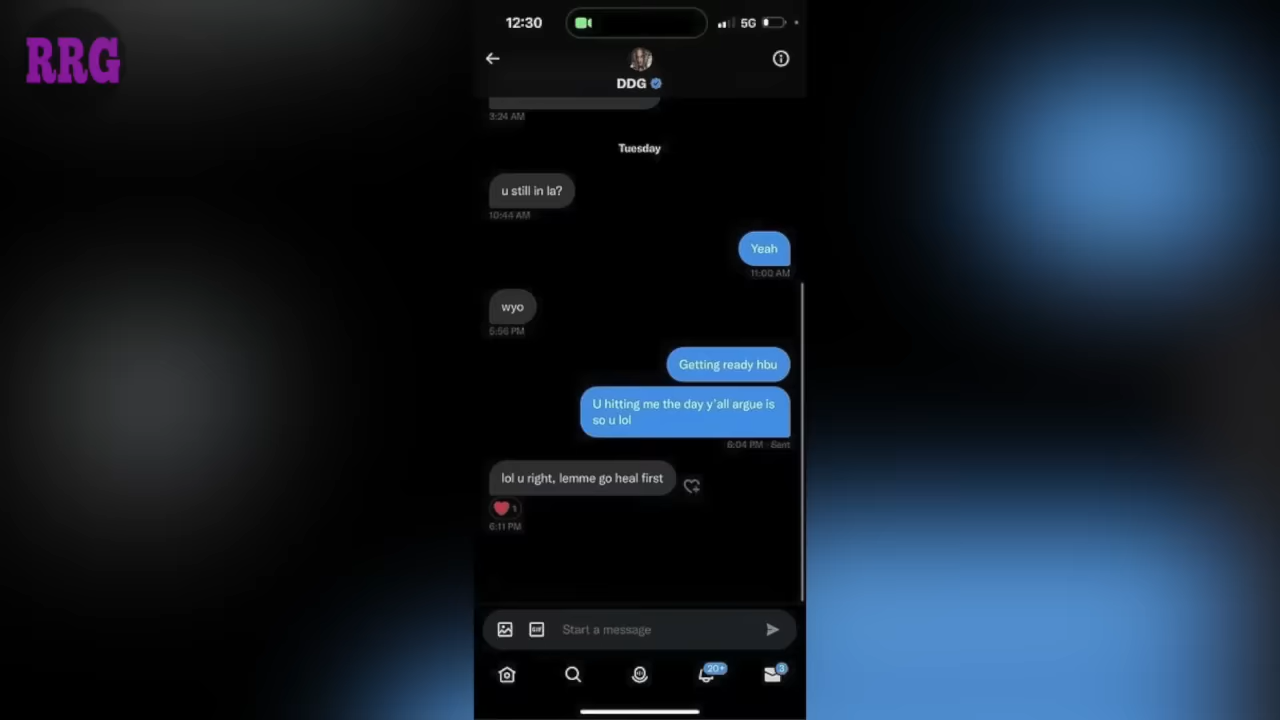 RRG
12:30
5G
DDG
3:24 AM
Tuesday
u still in la?
10:44 AM
Yeah
11:00 AM
wyo
5:56 PM
Getting ready hbu
U hitting me the day y'all argue is
so u lol
6:04 PM · Sent
lol u right, lemme go heal first
1
6:11 PM
GIF
Start a message
20+
3